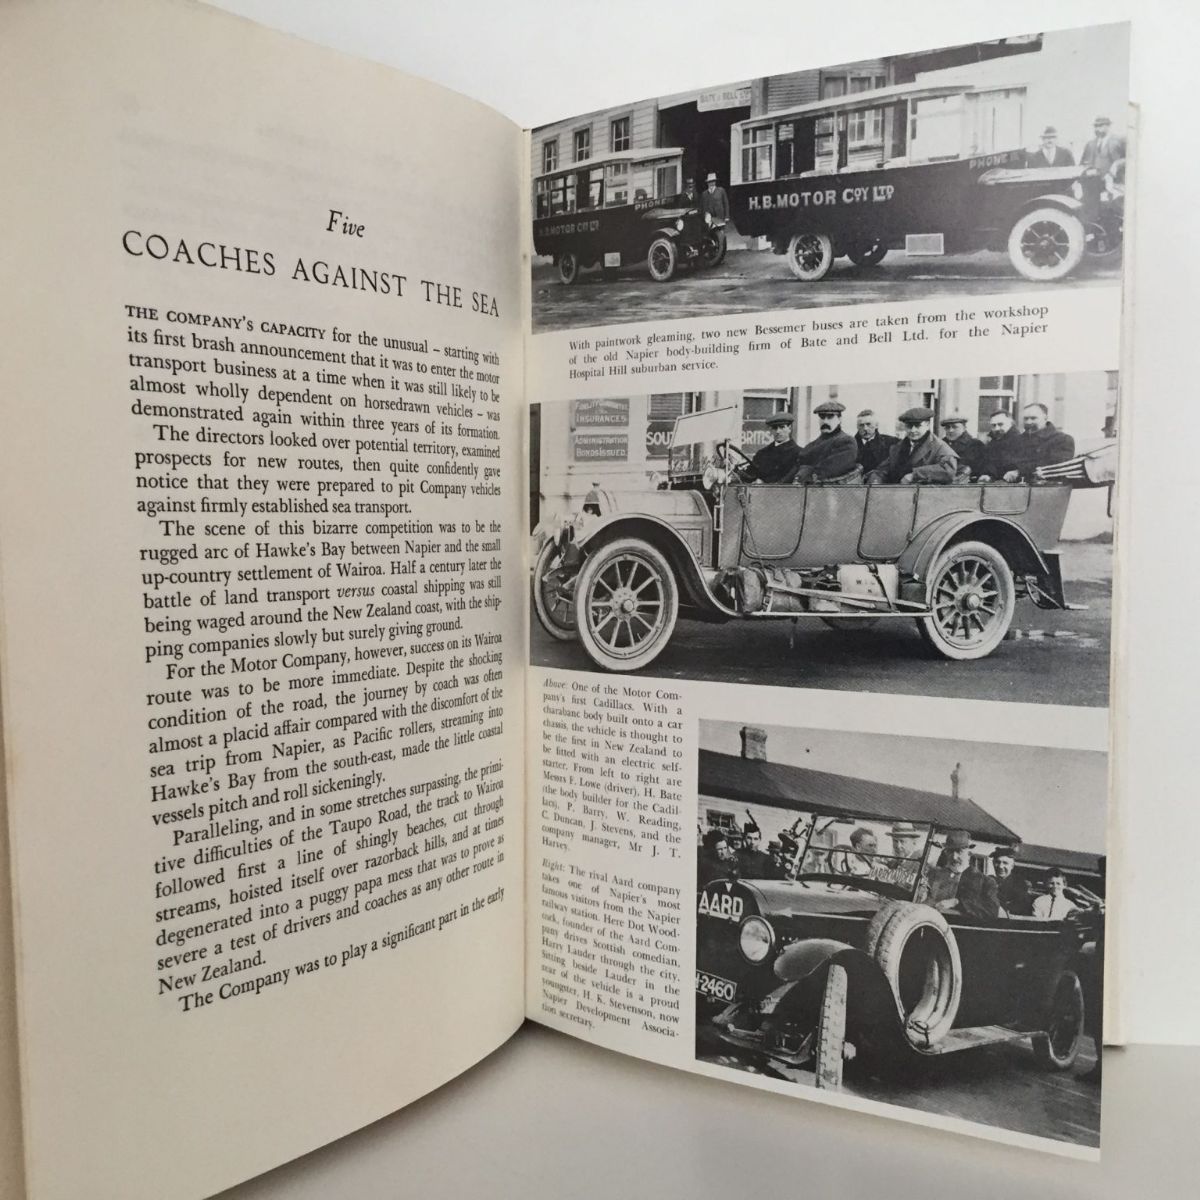 Five
COACHES AGAINST THE SEA
THE COMPANY'S CAPACITY for the unusual – starting with
its first brash announcement that it was to enter the motor
transport business at a time when it was still likely to be
almost wholly dependent on horsedrawn vehicles – was
demonstrated again within three years of its formation.
The directors looked over potential territory, examined
prospects for new routes, then quite confidently gave
notice that they were prepared to pit Company vehicles
against firmly established sea transport.
The scene of this bizarre competition was to be the
rugged arc of Hawke's Bay between Napier and the small
up-country settlement of Wairoa. Half a century later the
battle of land transport versus coastal shipping was still
being waged around the New Zealand coast, with the ship-
ping companies slowly but surely giving ground.
For the Motor Company, however, success on its Wairoa
route was to be more immediate. Despite the shocking
condition of the road, the journey by coach was often
almost a placid affair compared with the discomfort of the
sea trip from Napier, as Pacific rollers, streaming into
Hawke's Bay from the south-east, made the little coastal
vessels pitch and roll sickeningly.
Paralleling, and in some stretches surpassing, the primi-
tive difficulties of the Taupo Road, the track to Wairoa
followed first a line of shingly beaches, cut through
streams, hoisted itself over razorback hills, and at times
degenerated into a puggy papa mess that was to prove as
severe a test of drivers and coaches as any other route in
New Zealand.
The Company was to play a significant part in the early
BATE & BELL LTD
H.B. MOTOR COY LTD
PHONE
H.B. MOTOR COY LTD
PHONE
With paintwork gleaming, two new Bessemer buses are taken from the workshop
of the old Napier body-building firm of Bate and Bell Ltd. for the Napier
Hospital Hill suburban service.
INSURANCES
ADMINISTRATION
BONDS ISSUED
SOUT
BRITIS
Above: One of the Motor Com-
pany's first Cadillacs. With a
charabanc body built onto a car
chassis, the vehicle is thought to
be the first in New Zealand to
be fitted with an electric self-
starter. From left to right are
Messrs F. Lowe (driver), H. Bate
(the body builder for the Cadil-
lacs), P. Barry, W. Reading,
C. Duncan, J. Stevens, and the
company manager, Mr J. T.
Harvey.
Right: The rival Aard company
takes one of Napier's most
famous visitors from the Napier
railway station. Here Dot Wood-
cock, founder of the Aard Com-
pany drives Scottish comedian,
Harry Lauder through the city.
Sitting beside Lauder in the
rear of the vehicle is a proud
youngster, H. K. Stevenson, now
Napier Development Associa-
tion secretary.
AARD
2460